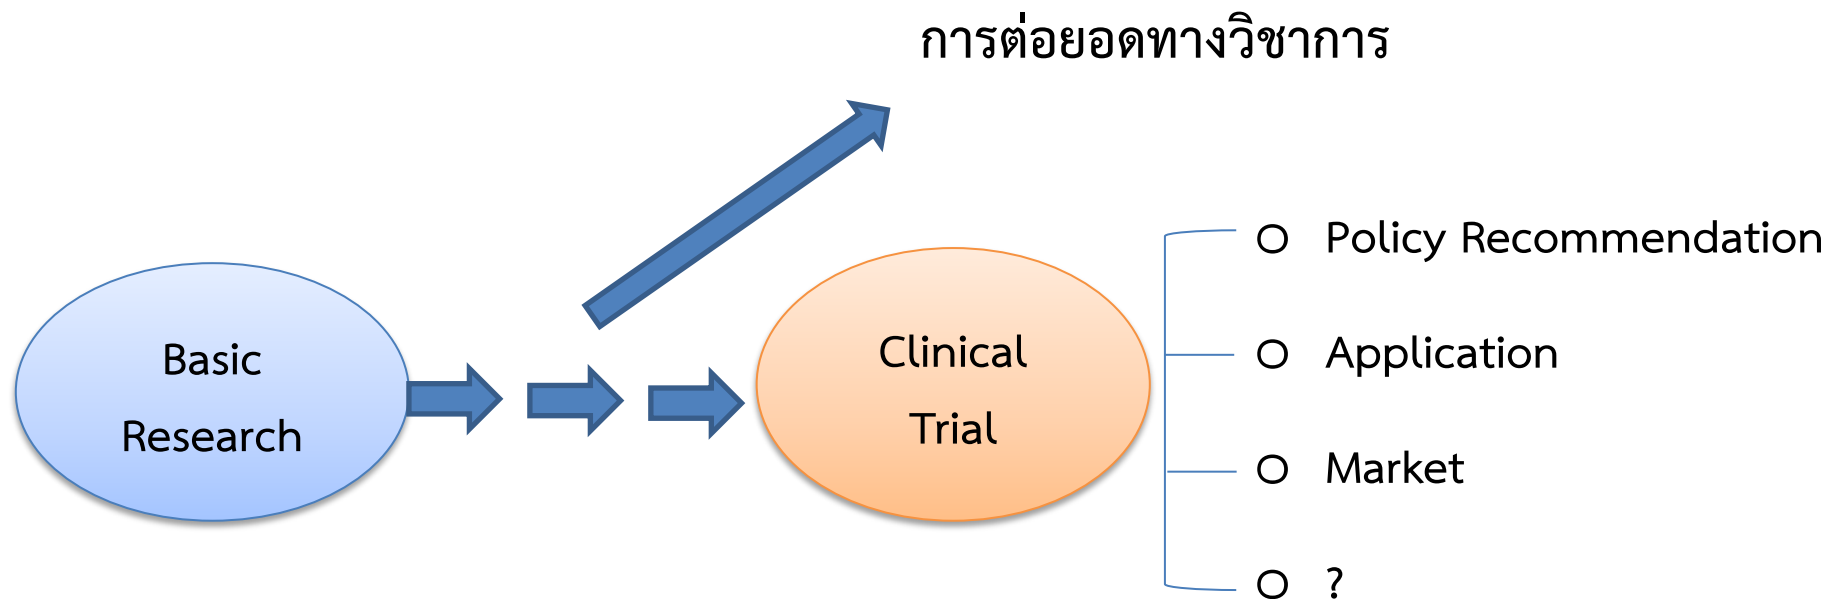 การต่อยอดทางวิชาการ
Basic
Research
Clinical
Trial
o Policy Recommendation
o Application
o Market
o ?